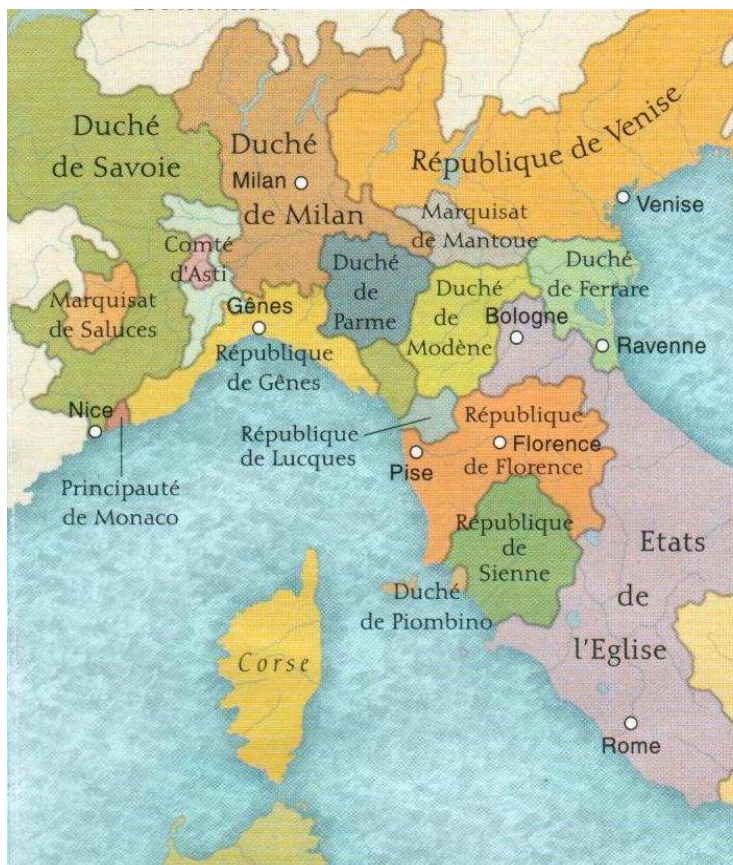 Duché
de Savoie
Duché
Milan
de Milan
République de Venise
Venise
Marquisat
de Mantoue
Comté
d'Asti
Duché
de
Parme
Duché
de
Modène
Duché
de Ferrare
Bologne
Ravenne
Marquisat
de Saluces
Gênes
République
de Gênes
Nice
Principauté
de Monaco
République
de Lucques
Pise
République
Florence
de Florence
République
de
Sienne
Duché
de Piombino
Etats
de
l'Eglise
Corse
Rome